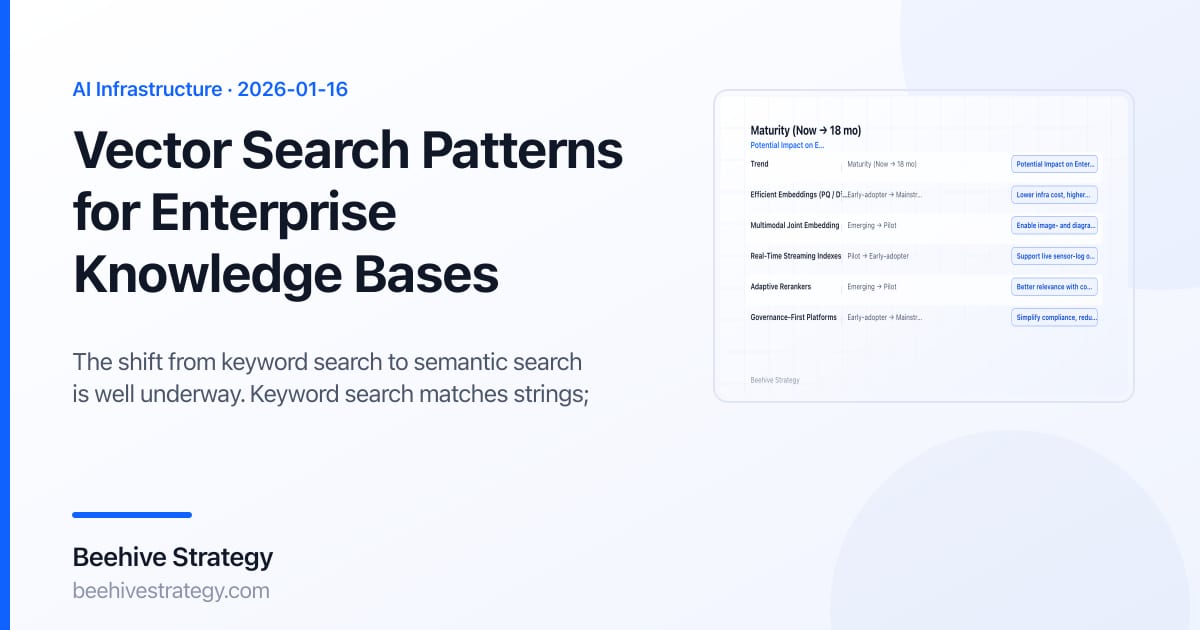 AI Infrastructure · 2026-01-16
Vector Search Patterns
for Enterprise
Knowledge Bases
The shift from keyword search to semantic search
is well underway. Keyword search matches strings;
Beehive Strategy
beehivestrategy.com
Maturity (Now → 18 mo)
Potential Impact on E...
Trend Maturity (Now → 18 mo) Potential Impact on Enter...
Efficient Embeddings (PQ / D... Early-adopter → Mainstr... Lower infra cost, higher...
Multimodal Joint Embedding Emerging → Pilot Enable image- and diagra...
Real-Time Streaming Indexes Pilot → Early-adopter Support live sensor-log o...
Adaptive Rerankers Emerging → Pilot Better relevance with co...
Governance-First Platforms Early-adopter → Mainstr... Simplify compliance, redu...
Beehive Strategy